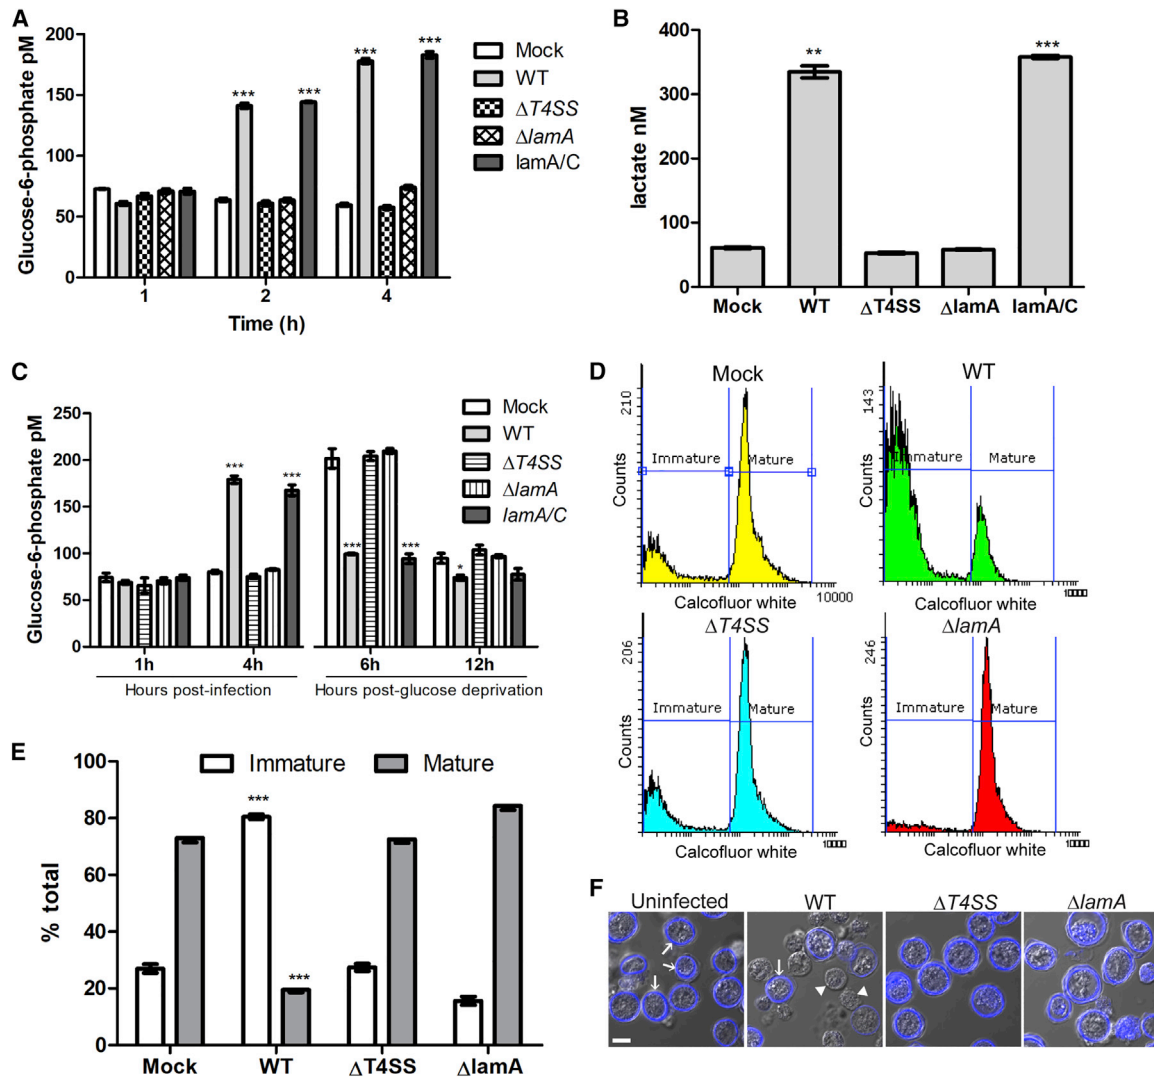 A
Glucose-6-phosphate pM
200
150
100
50
0
***
***
***
***
1
2
4
Time (h)
Mock
WT
ΔT4SS
ΔlamA
lamA/C
B
lactate nM
400
300
200
100
0
**
***
Mock
WT
ΔT4SS
ΔlamA
lamA/C
C
Glucose-6-phosphate pM
250
200
150
100
50
0
***
***
***
*
***
1h
4h
6h
12h
Hours post-infection
Hours post-glucose deprivation
Mock
WT
ΔT4SS
ΔlamA
lamA/C
D
Mock
210
Counts
Immature
Mature
Calcofluor white
10000
WT
143
Counts
Immature
Mature
Calcofluor white
ΔT4SS
206
Counts
Immature
Mature
Calcofluor white
ΔlamA
246
Counts
Immature
Mature
Calcofluor white
E
% total
100
80
60
40
20
0
Immature
Mature
***
***
Mock
WT
ΔT4SS
ΔlamA
F
Uninfected
WT
ΔT4SS
ΔlamA